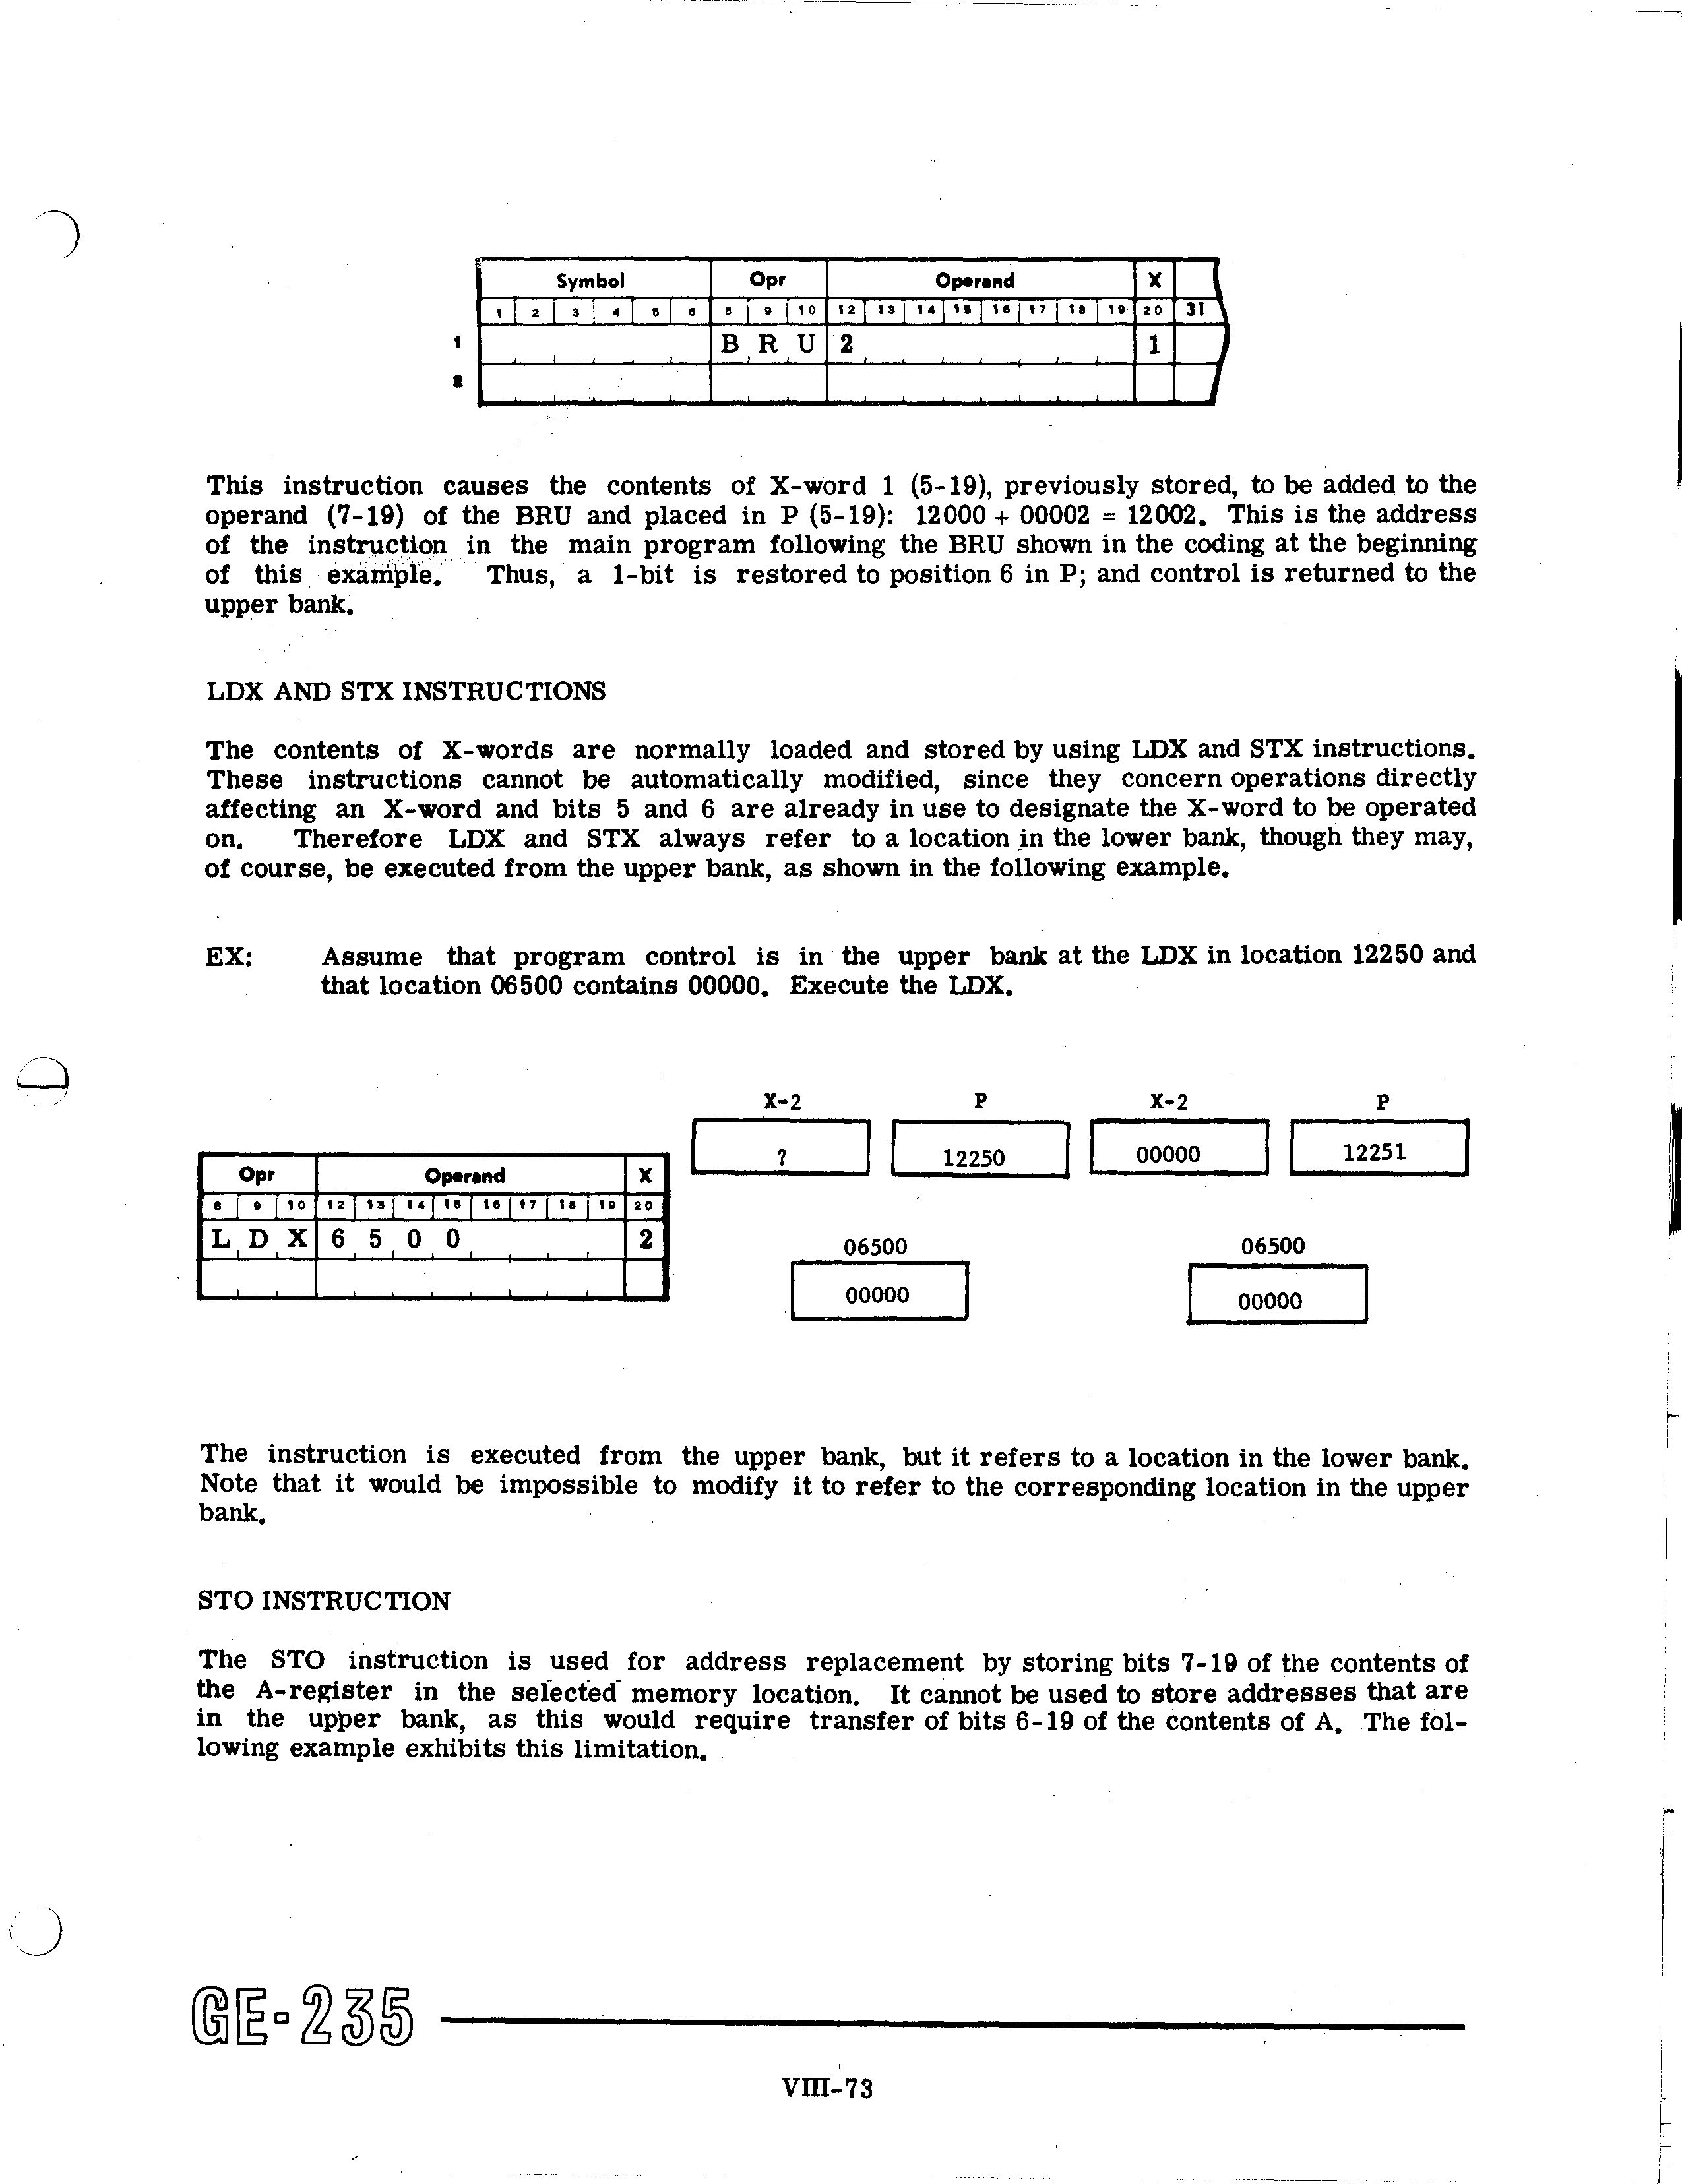 Symbol Opr Operand X
1 2 3 4 5 6 8 9 10 12 13 14 15 16 17 18 19 20 31
1 B R U 2 1
2
This instruction causes the contents of X-word 1 (5-19), previously stored, to be added to the
operand (7-19) of the BRU and placed in P (5-19): 12000 + 00002 = 12002. This is the address
of the instruction in the main program following the BRU shown in the coding at the beginning
of this example. Thus, a 1-bit is restored to position 6 in P; and control is returned to the
upper bank.
LDX AND STX INSTRUCTIONS
The contents of X-words are normally loaded and stored by using LDX and STX instructions.
These instructions cannot be automatically modified, since they concern operations directly
affecting an X-word and bits 5 and 6 are already in use to designate the X-word to be operated
on. Therefore LDX and STX always refer to a location in the lower bank, though they may,
of course, be executed from the upper bank, as shown in the following example.
EX: Assume that program control is in the upper bank at the LDX in location 12250 and
that location 06500 contains 00000. Execute the LDX.
X-2 P X-2 P
? 12250 00000 12251
Opr Operand X
8 9 10 12 13 14 15 16 17 18 19 20
L D X 6 5 0 0 2
06500 06500
00000 00000
The instruction is executed from the upper bank, but it refers to a location in the lower bank.
Note that it would be impossible to modify it to refer to the corresponding location in the upper
bank.
STO INSTRUCTION
The STO instruction is used for address replacement by storing bits 7-19 of the contents of
the A-register in the selected memory location. It cannot be used to store addresses that are
in the upper bank, as this would require transfer of bits 6-19 of the contents of A. The fol-
lowing example exhibits this limitation.
GE-235
VIII-73